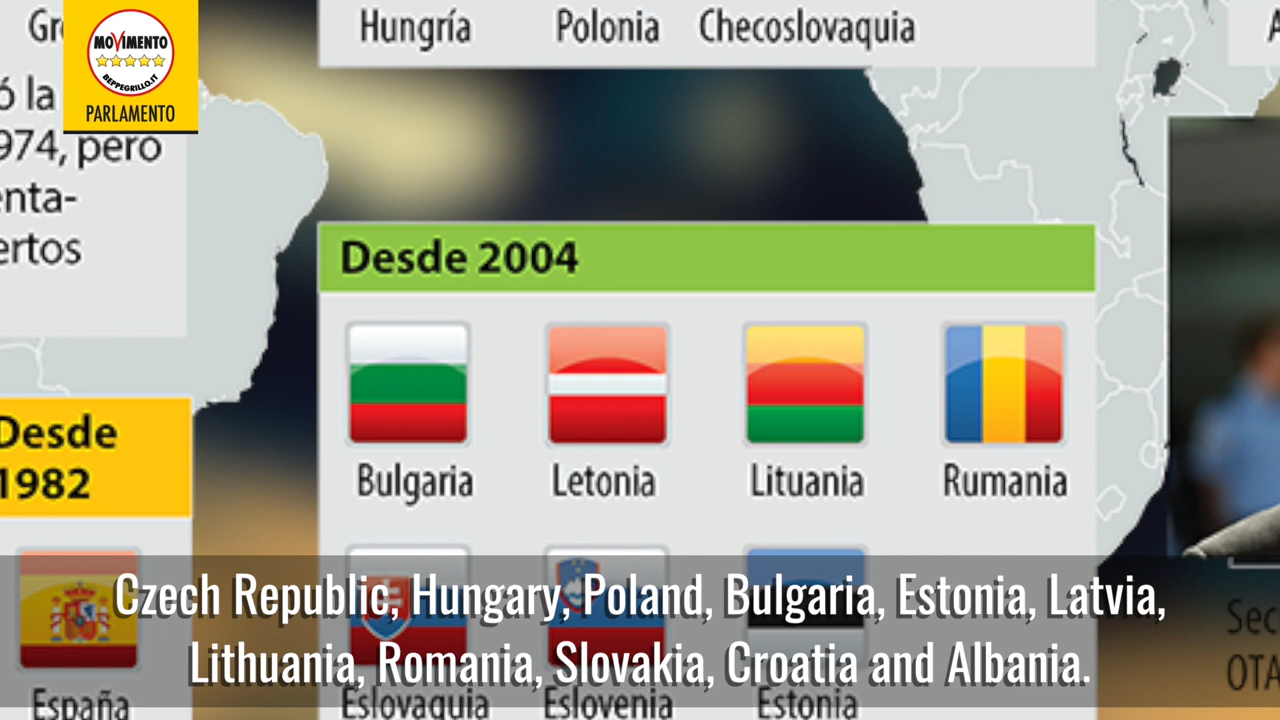 MOVIMENTO
BEPPEGRILLO.IT
PARLAMENTO
Hungría Polonia Checoslovaquia
ó la
974, pero
enta-
ertos
Desde 2004
Bulgaria Letonia Lituania Rumania
Desde
1982
España
Eslovaquia Eslovenia Estonia
Czech Republic, Hungary, Poland, Bulgaria, Estonia, Latvia,
Lithuania, Romania, Slovakia, Croatia and Albania.
Sec
OTA